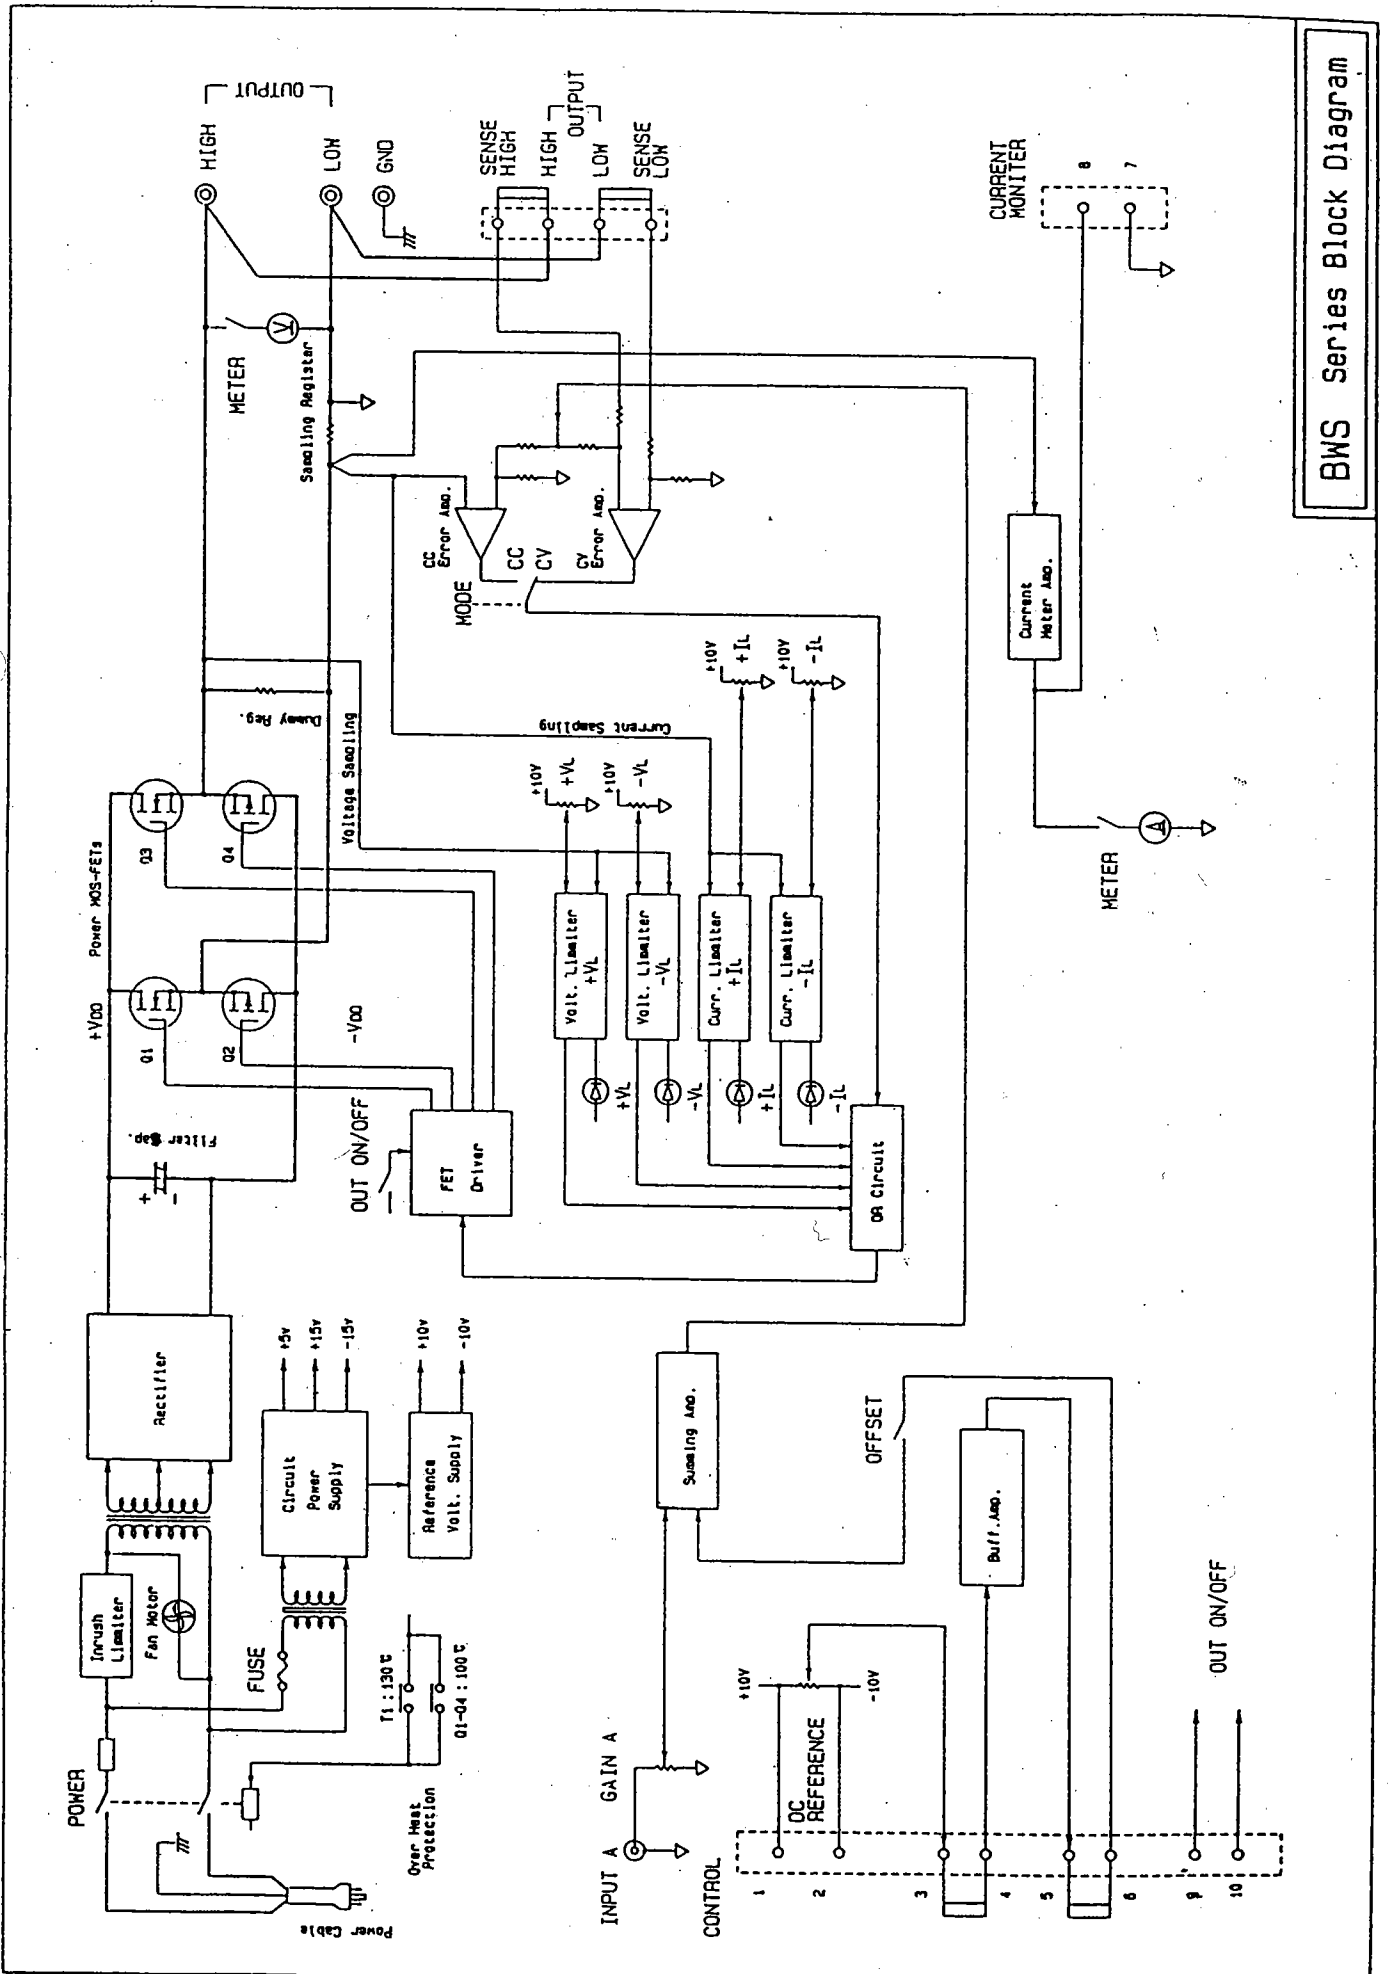 BWS Series Block Diagram
POWER
Power Cable
Inrush
Limiter
Fan Motor
FUSE
Over Heat
Protection
T1 : 130℃
Q1-Q4 : 100℃
Rectifier
Circuit
Power
Supply
+5v
+15v
-15v
Reference
Volt. Supply
+10v
-10v
+
-
Filter Cap.
+VDD
-VDD
Power MOS-FETs
Q1
Q2
Q3
Q4
OUT ON/OFF
FET
Driver
Voltage Sampling
Dummy Reg.
METER
V
Sampling Register
HIGH
LOW
OUTPUT
GND
SENSE
HIGH
HIGH
OUTPUT
LOW
SENSE
LOW
CC
Error Amp.
CV
Error Amp.
MODE
CC
CV
Current Sampling
+10V
+VL
+10V
-VL
+10V
+IL
+10V
-IL
Volt. Limiter
+VL
Volt. Limiter
-VL
Curr. Limiter
+IL
Curr. Limiter
-IL
+VL
-VL
+IL
-IL
OR Circuit
INPUT A
GAIN A
Summing Amp.
OFFSET
Buff. Amp.
CONTROL
DC
REFERENCE
+10V
-10V
1
2
3
4
5
6
9
10
OUT ON/OFF
Current
Meter Amp.
METER
A
CURRENT
MONITER
8
7